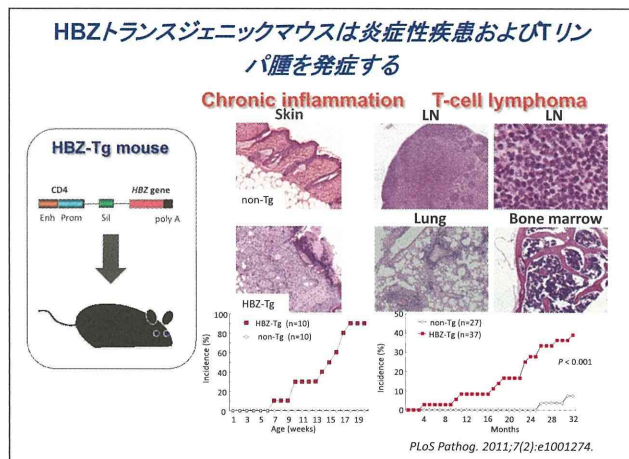 HBZトランスジェニックマウスは炎症性疾患およびTリン
パ腫を発症する
Chronic inflammation
T-cell lymphoma
HBZ-Tg mouse
CD4
HBZ gene
Enh
Prom
Sil
poly A
Skin
non-Tg
HBZ-Tg
LN
LN
Lung
Bone marrow
Incidence (%)
100
80
60
40
20
0
HBZ-Tg (n=10)
non-Tg (n=10)
1 3 5 7 9 11 13 15 17 19
Age (weeks)
Incidence (%)
50
40
30
20
10
0
non-Tg (n=27)
HBZ-Tg (n=37)
P < 0.001
4 8 12 16 20 24 28 32
Months
PLoS Pathog. 2011;7(2):e1001274.